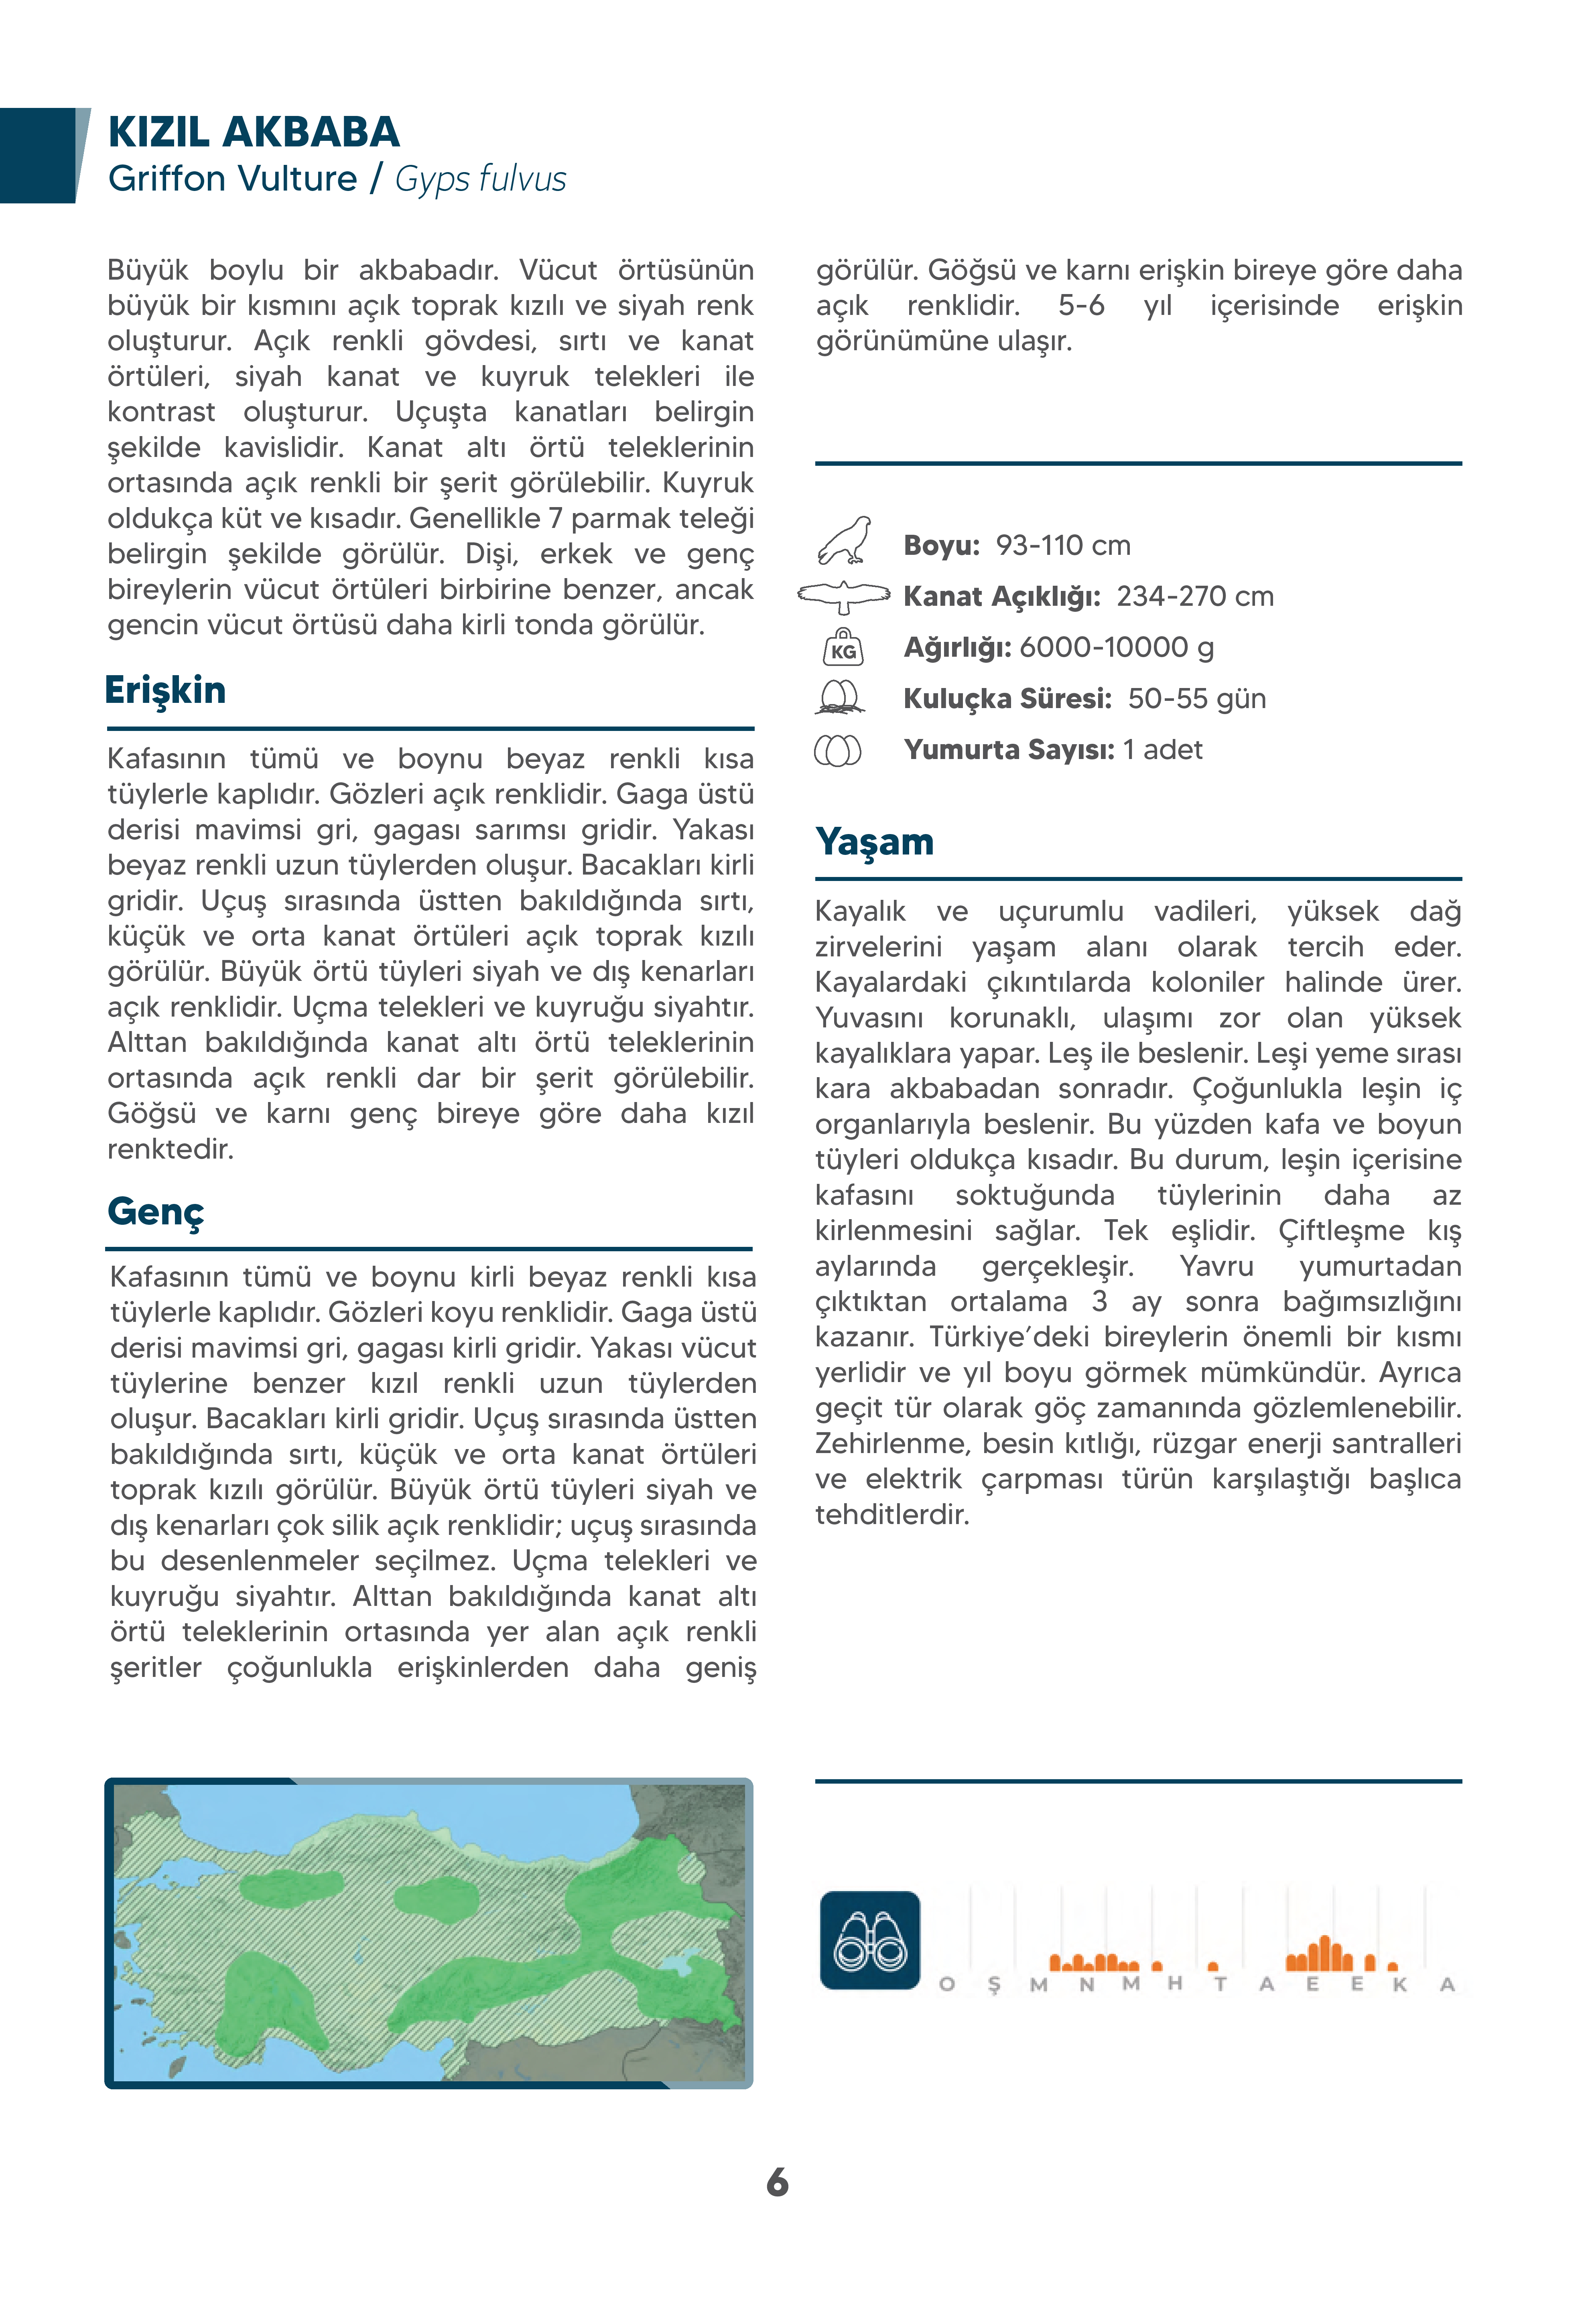 KIZIL AKBABA
Griffon Vulture / Gyps fulvus
Büyük boylu bir akbabadır. Vücut örtüsünün
büyük bir kısmını açık toprak kızılı ve siyah renk
oluşturur. Açık renkli gövdesi, sırtı ve kanat
örtüleri, siyah kanat ve kuyruk telekleri ile
kontrast oluşturur. Uçuşta kanatları belirgin
şekilde kavislidir. Kanat altı örtü teleklerinin
ortasında açık renkli bir şerit görülebilir. Kuyruk
oldukça küt ve kısadır. Genellikle 7 parmak teleği
belirgin şekilde görülür. Dişi, erkek ve genç
bireylerin vücut örtüleri birbirine benzer, ancak
gencin vücut örtüsü daha kirli tonda görülür.
Erişkin
Kafasının tümü ve boynu beyaz renkli kısa
tüylerle kaplıdır. Gözleri açık renklidir. Gaga üstü
derisi mavimsi gri, gagası sarımsı gridir. Yakası
beyaz renkli uzun tüylerden oluşur. Bacakları kirli
gridir. Uçuş sırasında üstten bakıldığında sırtı,
küçük ve orta kanat örtüleri açık toprak kızılı
görülür. Büyük örtü tüyleri siyah ve dış kenarları
açık renklidir. Uçma telekleri ve kuyruğu siyahtır.
Alttan bakıldığında kanat altı örtü teleklerinin
ortasında açık renkli dar bir şerit görülebilir.
Göğsü ve karnı genç bireye göre daha kızıl
renktedir.
Genç
Kafasının tümü ve boynu kirli beyaz renkli kısa
tüylerle kaplıdır. Gözleri koyu renklidir. Gaga üstü
derisi mavimsi gri, gagası kirli gridir. Yakası vücut
tüylerine benzer kızıl renkli uzun tüylerden
oluşur. Bacakları kirli gridir. Uçuş sırasında üstten
bakıldığında sırtı, küçük ve orta kanat örtüleri
toprak kızılı görülür. Büyük örtü tüyleri siyah ve
dış kenarları çok silik açık renklidir; uçuş sırasında
bu desenlenmeler seçilmez. Uçma telekleri ve
kuyruğu siyahtır. Alttan bakıldığında kanat altı
örtü teleklerinin ortasında yer alan açık renkli
şeritler çoğunlukla erişkinlerden daha geniş
görülür. Göğsü ve karnı erişkin bireye göre daha
açık renklidir. 5-6 yıl içerisinde erişkin
görünümüne ulaşır.
Boyu: 93-110 cm
Kanat Açıklığı: 234-270 cm
KG Ağırlığı: 6000-10000 g
Kuluçka Süresi: 50-55 gün
Yumurta Sayısı: 1 adet
Yaşam
Kayalık ve uçurumlu vadileri, yüksek dağ
zirvelerini yaşam alanı olarak tercih eder.
Kayalardaki çıkıntılarda koloniler halinde ürer.
Yuvasını korunaklı, ulaşımı zor olan yüksek
kayalıklara yapar. Leş ile beslenir. Leşi yeme sırası
kara akbabadan sonradır. Çoğunlukla leşin iç
organlarıyla beslenir. Bu yüzden kafa ve boyun
tüyleri oldukça kısadır. Bu durum, leşin içerisine
kafasını soktuğunda tüylerinin daha az
kirlenmesini sağlar. Tek eşlidir. Çiftleşme kış
aylarında gerçekleşir. Yavru yumurtadan
çıktıktan ortalama 3 ay sonra bağımsızlığını
kazanır. Türkiye’deki bireylerin önemli bir kısmı
yerlidir ve yıl boyu görmek mümkündür. Ayrıca
geçit tür olarak göç zamanında gözlemlenebilir.
Zehirlenme, besin kıtlığı, rüzgar enerji santralleri
ve elektrik çarpması türün karşılaştığı başlıca
tehditlerdir.
O Ş M N M H T A E E K A
6